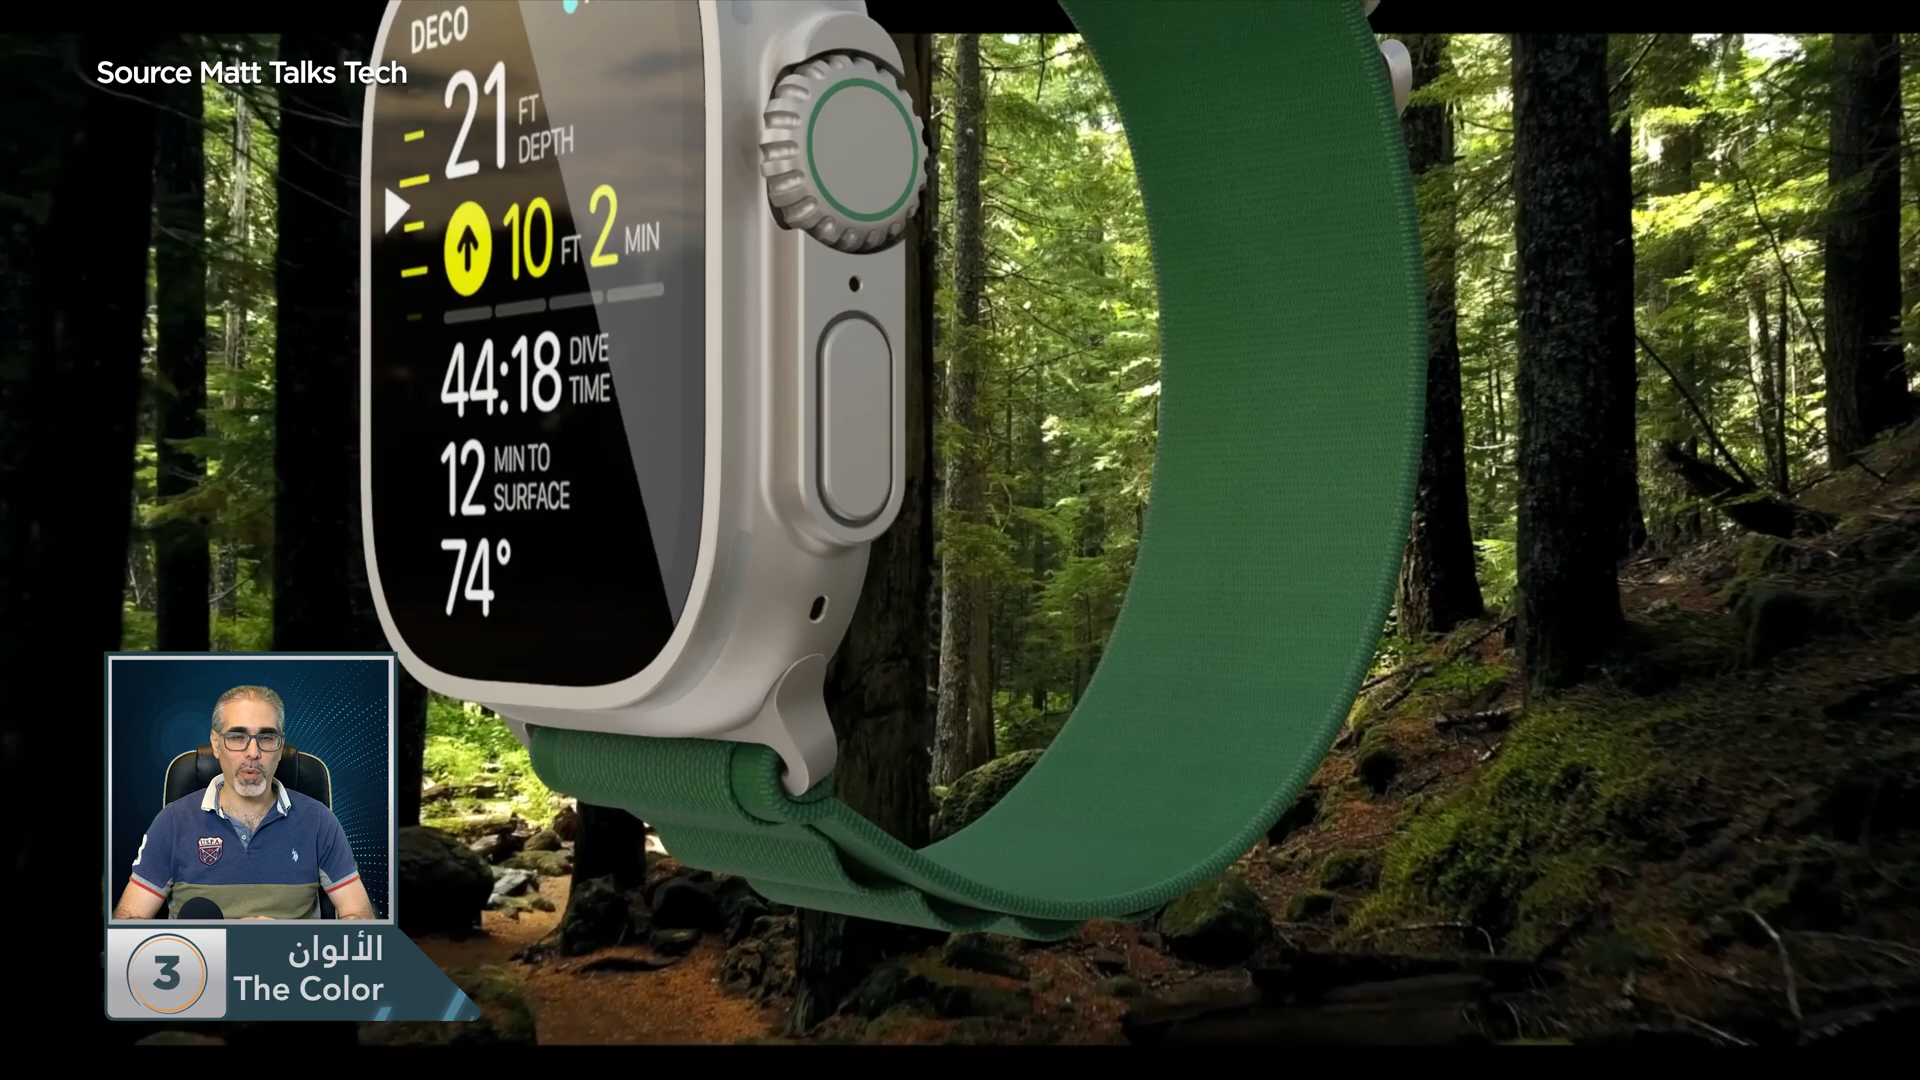 Source Matt Talks Tech
DECO
21 FT DEPTH
10 FT 2 MIN
44:18 DIVE TIME
12 MIN TO SURFACE
74°
U.S.P.A.
3
الألوان
The Color